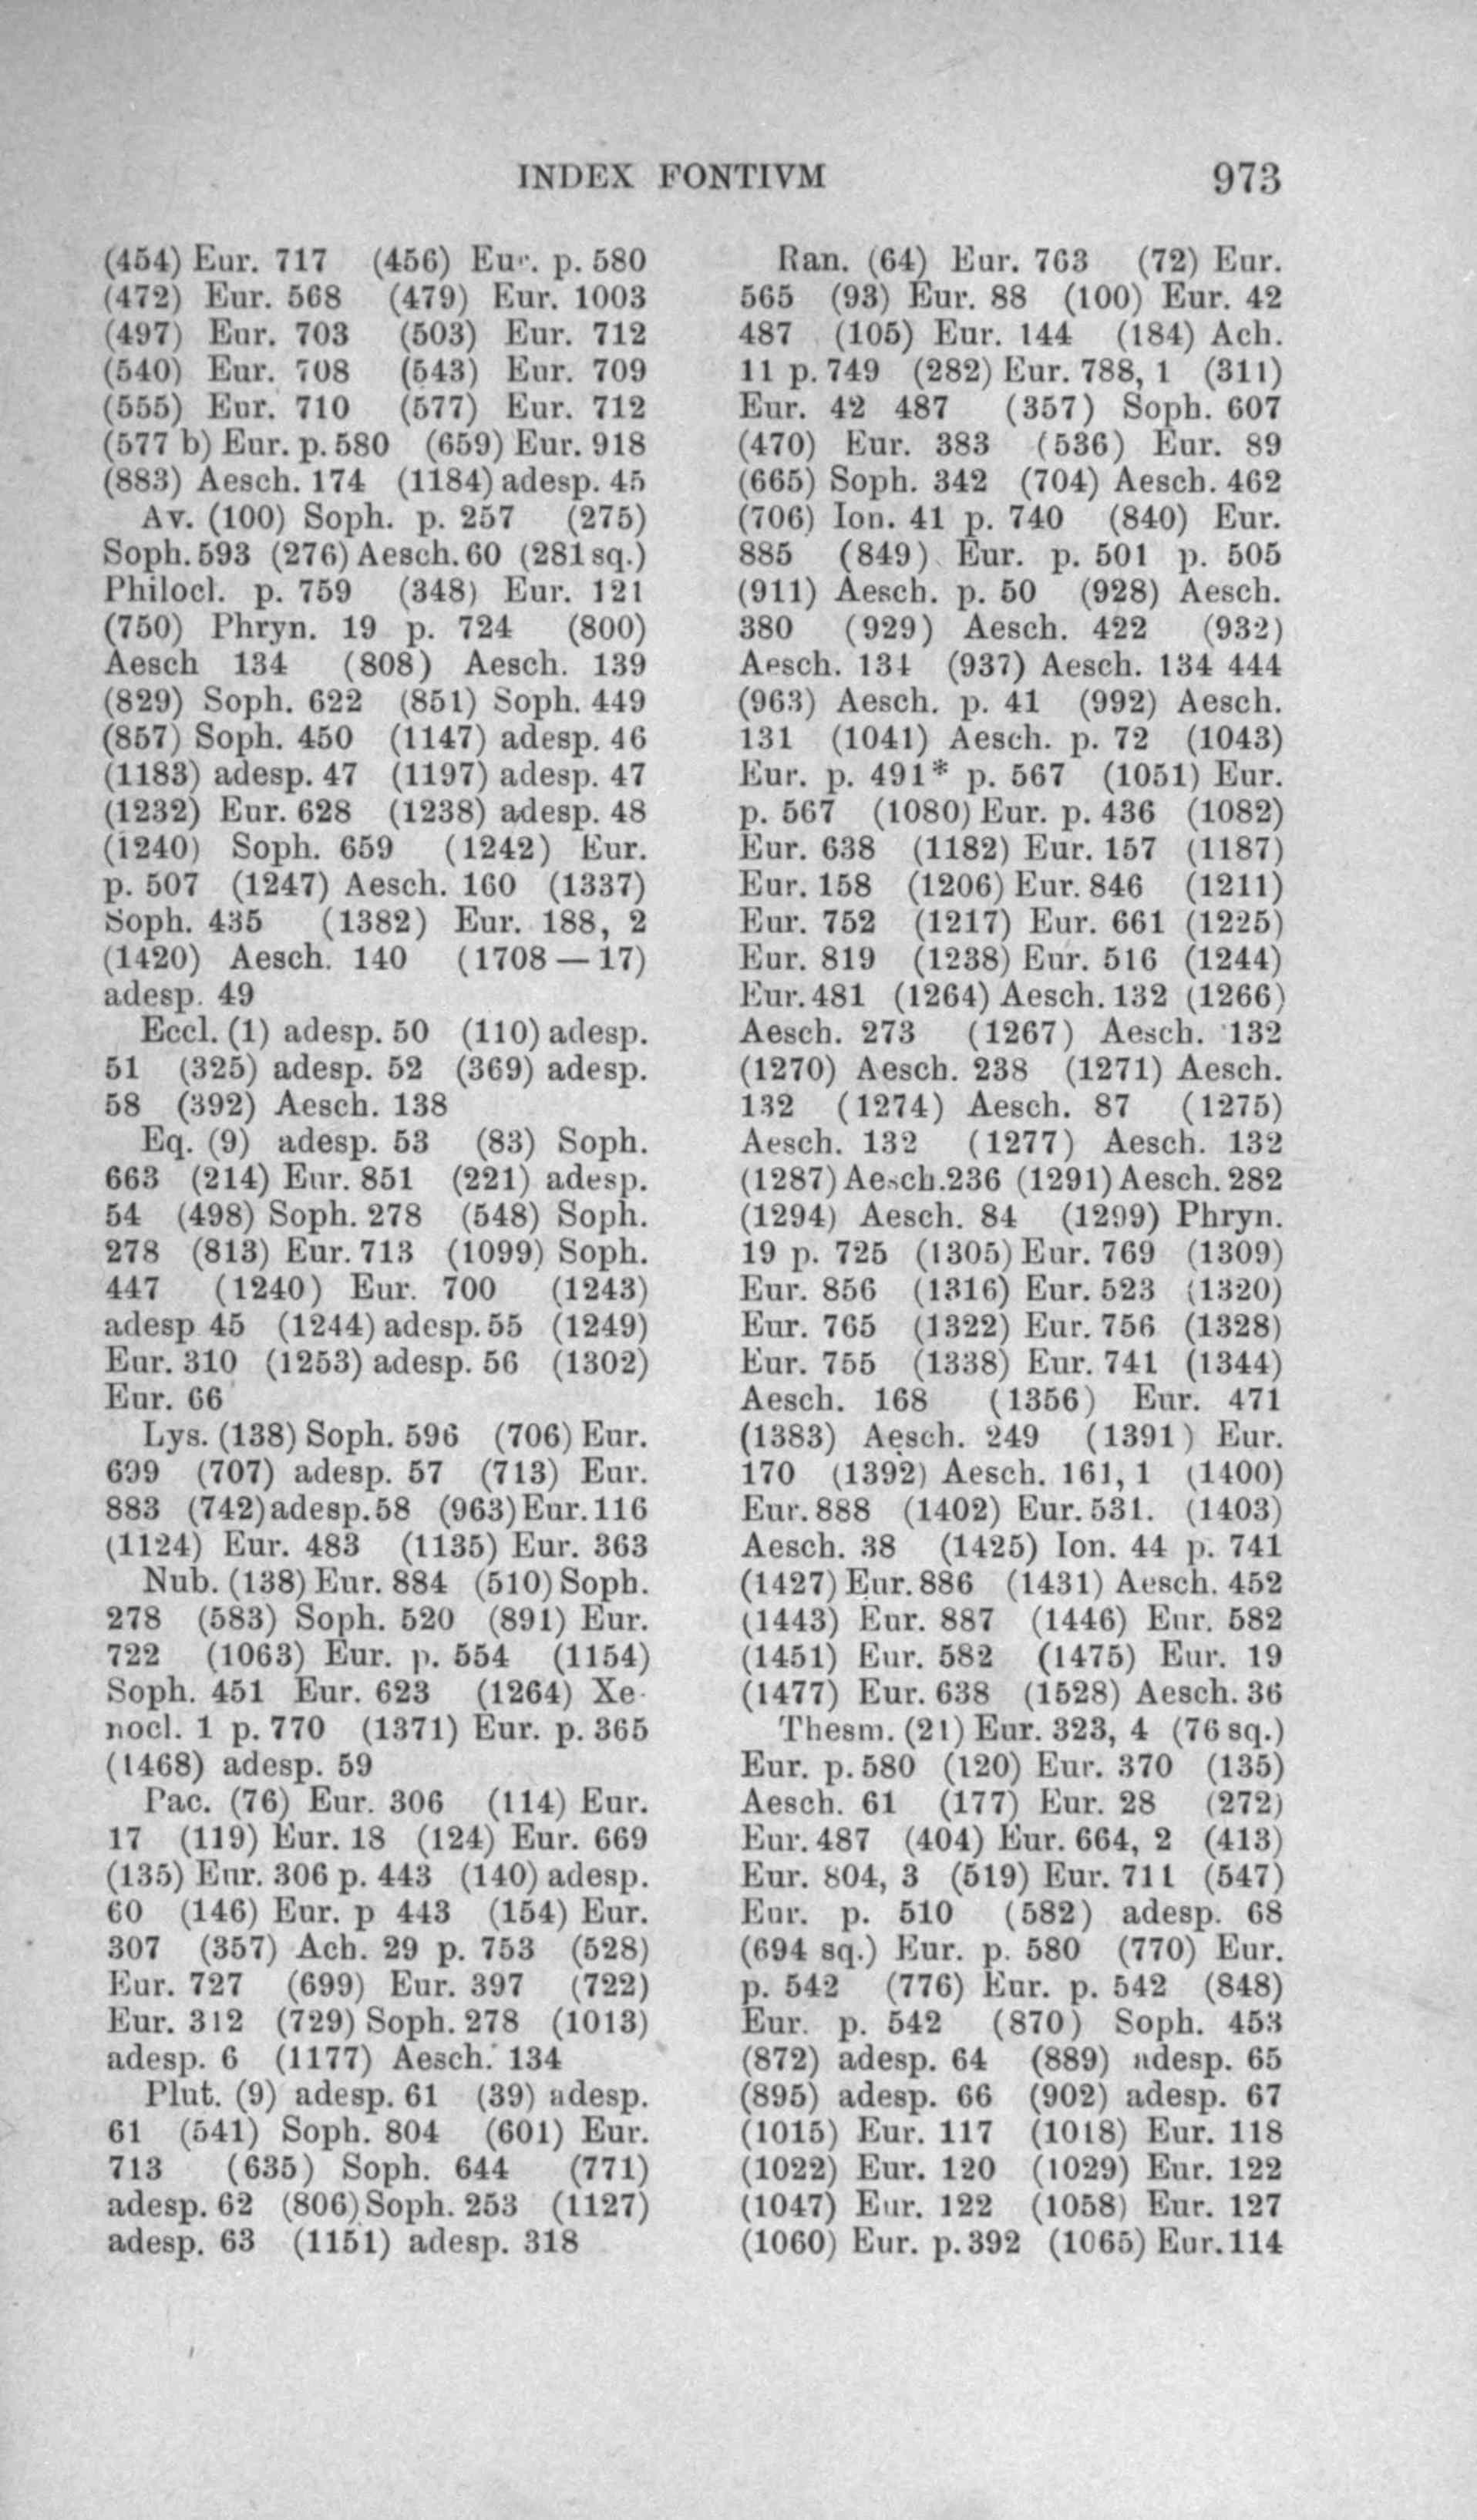 INDEX FONTIVM 973
(454) Eur. 717 (456) Eur. p. 580
(472) Eur. 568 (479) Eur. 1003
(497) Eur. 703 (503) Eur. 712
(540) Eur. 708 (543) Eur. 709
(555) Eur. 710 (577) Eur. 712
(577 b) Eur. p. 580 (659) Eur. 918
(883) Aesch. 174 (1184) adesp. 45
Av. (100) Soph. p. 257 (275)
Soph. 593 (276) Aesch. 60 (281 sq.)
Philocl. p. 759 (348) Eur. 121
(750) Phryn. 19 p. 724 (800)
Aesch 134 (808) Aesch. 139
(829) Soph. 622 (851) Soph. 449
(857) Soph. 450 (1147) adesp. 46
(1183) adesp. 47 (1197) adesp. 47
(1232) Eur. 628 (1238) adesp. 48
(1240) Soph. 659 (1242) Eur.
p. 507 (1247) Aesch. 160 (1337)
Soph. 435 (1382) Eur. 188, 2
(1420) Aesch. 140 (1708—17)
adesp. 49
Eccl. (1) adesp. 50 (110) adesp.
51 (325) adesp. 52 (369) adesp.
58 (392) Aesch. 138
Eq. (9) adesp. 53 (83) Soph.
663 (214) Eur. 851 (221) adesp.
54 (498) Soph. 278 (548) Soph.
278 (813) Eur. 713 (1099) Soph.
447 (1240) Eur. 700 (1243)
adesp 45 (1244) adesp. 55 (1249)
Eur. 310 (1253) adesp. 56 (1302)
Eur. 66
Lys. (138) Soph. 596 (706) Eur.
699 (707) adesp. 57 (713) Eur.
883 (742) adesp. 58 (963) Eur. 116
(1124) Eur. 483 (1135) Eur. 363
Nub. (138) Eur. 884 (510) Soph.
278 (583) Soph. 520 (891) Eur.
722 (1063) Eur. p. 554 (1154)
Soph. 451 Eur. 623 (1264) Xe-
nocl. 1 p. 770 (1371) Eur. p. 365
(1468) adesp. 59
Pac. (76) Eur. 306 (114) Eur.
17 (119) Eur. 18 (124) Eur. 669
(135) Eur. 306 p. 443 (140) adesp.
60 (146) Eur. p 443 (154) Eur.
307 (357) Ach. 29 p. 753 (528)
Eur. 727 (699) Eur. 397 (722)
Eur. 312 (729) Soph. 278 (1013)
adesp. 6 (1177) Aesch. 134
Plut. (9) adesp. 61 (39) adesp.
61 (541) Soph. 804 (601) Eur.
713 (635) Soph. 644 (771)
adesp. 62 (806) Soph. 253 (1127)
adesp. 63 (1151) adesp. 318
Ran. (64) Eur. 763 (72) Eur.
565 (93) Eur. 88 (100) Eur. 42
487 (105) Eur. 144 (184) Ach.
11 p. 749 (282) Eur. 788, 1 (311)
Eur. 42 487 (357) Soph. 607
(470) Eur. 383 (536) Eur. 89
(665) Soph. 342 (704) Aesch. 462
(706) Ion. 41 p. 740 (840) Eur.
885 (849) Eur. p. 501 p. 505
(911) Aesch. p. 50 (928) Aesch.
380 (929) Aesch. 422 (932)
Aesch. 134 (937) Aesch. 134 444
(963) Aesch. p. 41 (992) Aesch.
131 (1041) Aesch. p. 72 (1043)
Eur. p. 491* p. 567 (1051) Eur.
p. 567 (1080) Eur. p. 436 (1082)
Eur. 638 (1182) Eur. 157 (1187)
Eur. 158 (1206) Eur. 846 (1211)
Eur. 752 (1217) Eur. 661 (1225)
Eur. 819 (1238) Eur. 516 (1244)
Eur. 481 (1264) Aesch. 132 (1266)
Aesch. 273 (1267) Aesch. 132
(1270) Aesch. 238 (1271) Aesch.
132 (1274) Aesch. 87 (1275)
Aesch. 132 (1277) Aesch. 132
(1287) Aesch. 236 (1291) Aesch. 282
(1294) Aesch. 84 (1299) Phryn.
19 p. 725 (1305) Eur. 769 (1309)
Eur. 856 (1316) Eur. 523 (1320)
Eur. 765 (1322) Eur. 756 (1328)
Eur. 755 (1338) Eur. 741 (1344)
Aesch. 168 (1356) Eur. 471
(1383) Aesch. 249 (1391) Eur.
170 (1392) Aesch. 161, 1 (1400)
Eur. 888 (1402) Eur. 531. (1403)
Aesch. 38 (1425) Ion. 44 p. 741
(1427) Eur. 886 (1431) Aesch. 452
(1443) Eur. 887 (1446) Eur. 582
(1451) Eur. 582 (1475) Eur. 19
(1477) Eur. 638 (1528) Aesch. 36
Thesm. (21) Eur. 323, 4 (76 sq.)
Eur. p. 580 (120) Eur. 370 (135)
Aesch. 61 (177) Eur. 28 (272)
Eur. 487 (404) Eur. 664, 2 (413)
Eur. 804, 3 (519) Eur. 711 (547)
Eur. p. 510 (582) adesp. 68
(694 sq.) Eur. p. 580 (770) Eur.
p. 542 (776) Eur. p. 542 (848)
Eur. p. 542 (870) Soph. 453
(872) adesp. 64 (889) adesp. 65
(895) adesp. 66 (902) adesp. 67
(1015) Eur. 117 (1018) Eur. 118
(1022) Eur. 120 (1029) Eur. 122
(1047) Eur. 122 (1058) Eur. 127
(1060) Eur. p. 392 (1065) Eur. 114